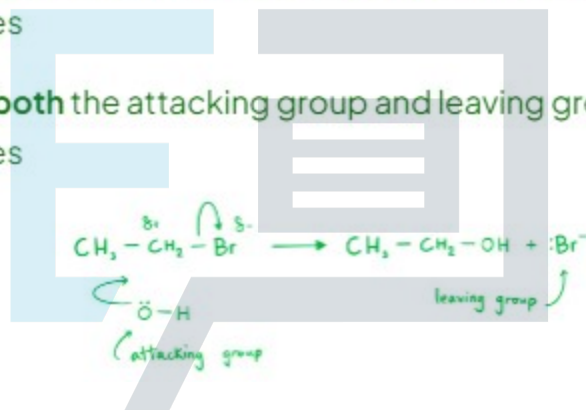 es
both the attacking group and leaving gro
es
δ+ δ-
CH₃ – CH₂ – Br ⟶ CH₃ – CH₂ – OH + :Br⁻
leaving group
:Ö – H
attacking group